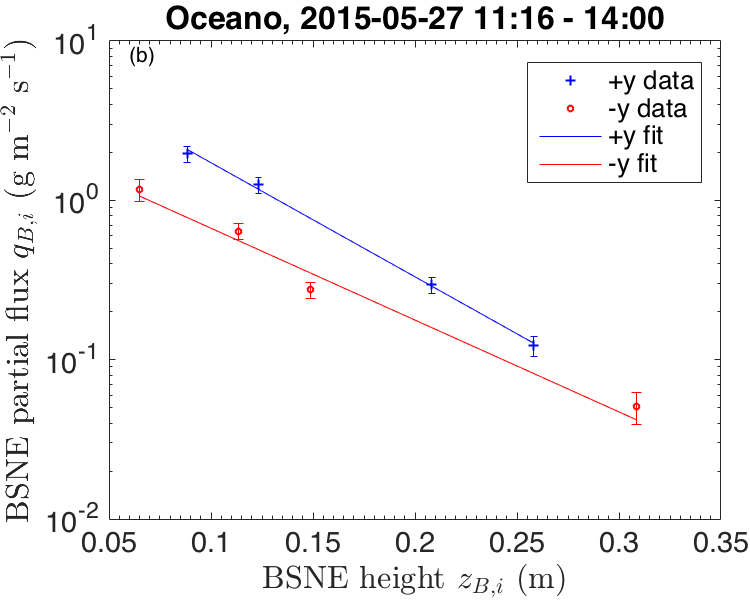 Oceano, 2015-05-27 11:16 - 14:00
(b)
+y data
-y data
+y fit
-y fit
BSNE partial flux q_{B,i} (g m^{-2} s^{-1})
10^1
10^0
10^{-1}
10^{-2}
0.05 0.1 0.15 0.2 0.25 0.3 0.35
BSNE height z_{B,i} (m)